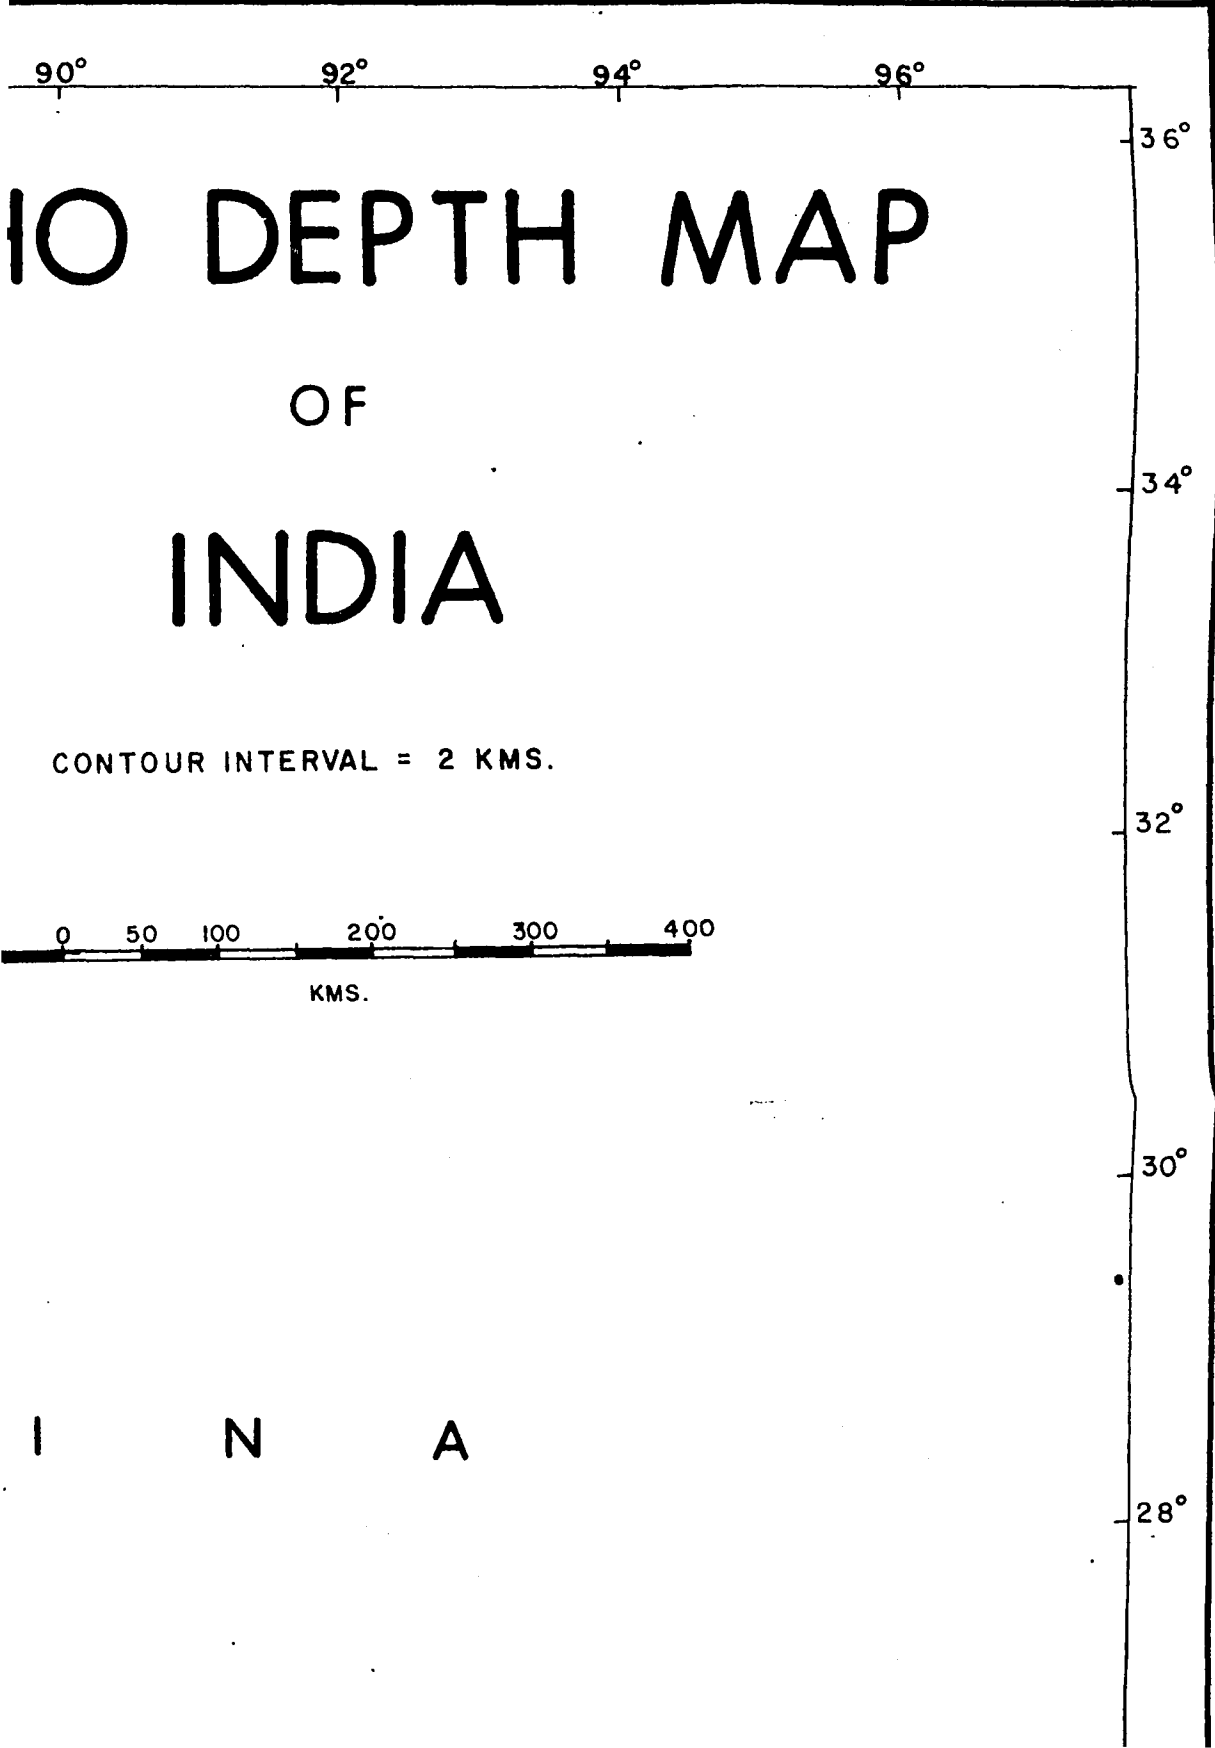 90° 92° 94° 96°
36°
HO DEPTH MAP
OF
34°
INDIA
CONTOUR INTERVAL = 2 KMS.
32°
0 50 100 200 300 400
KMS.
30°
I N A
28°